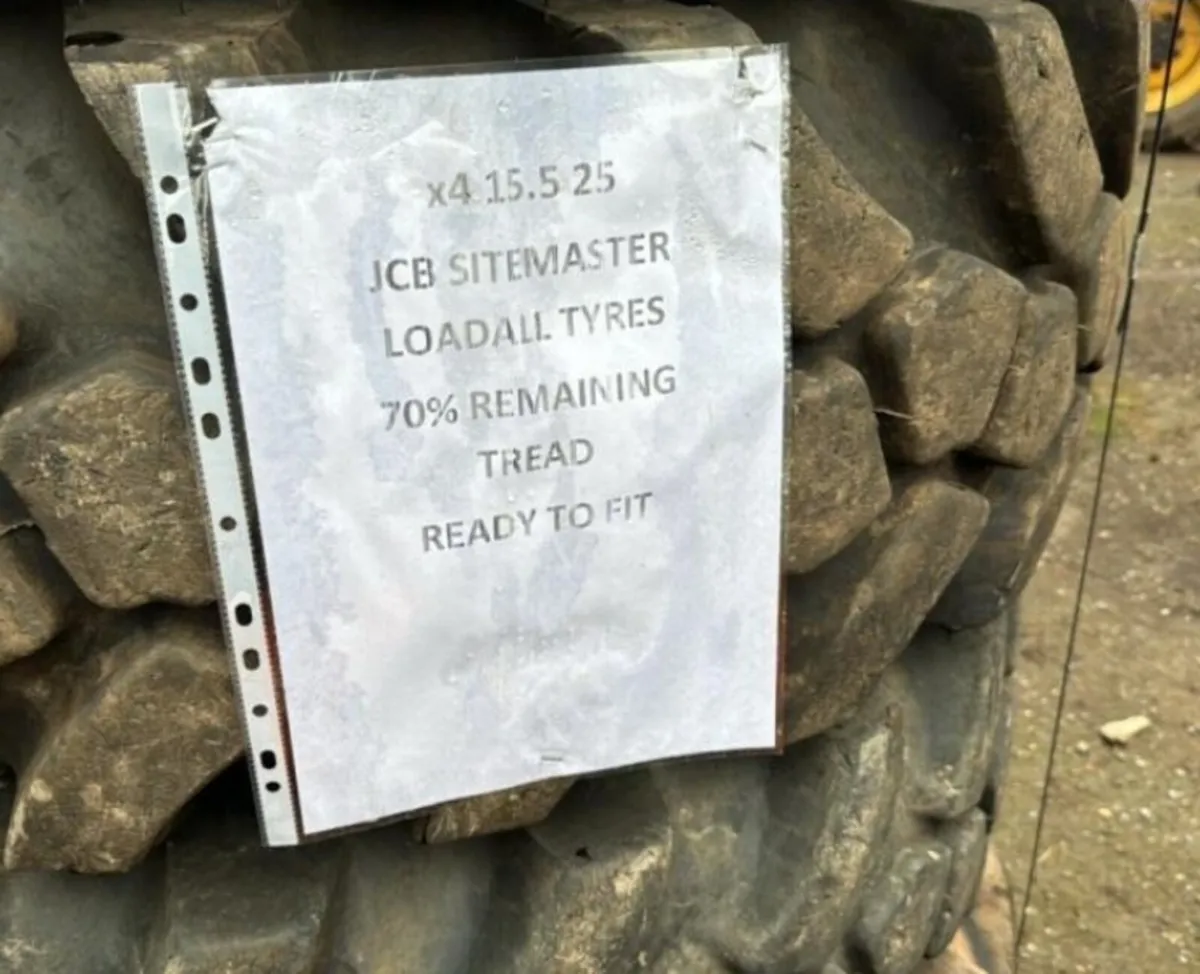 x4 15.5 25
JCB SITEMASTER
LOADALL TYRES
70% REMAINING
TREAD
READY TO FIT